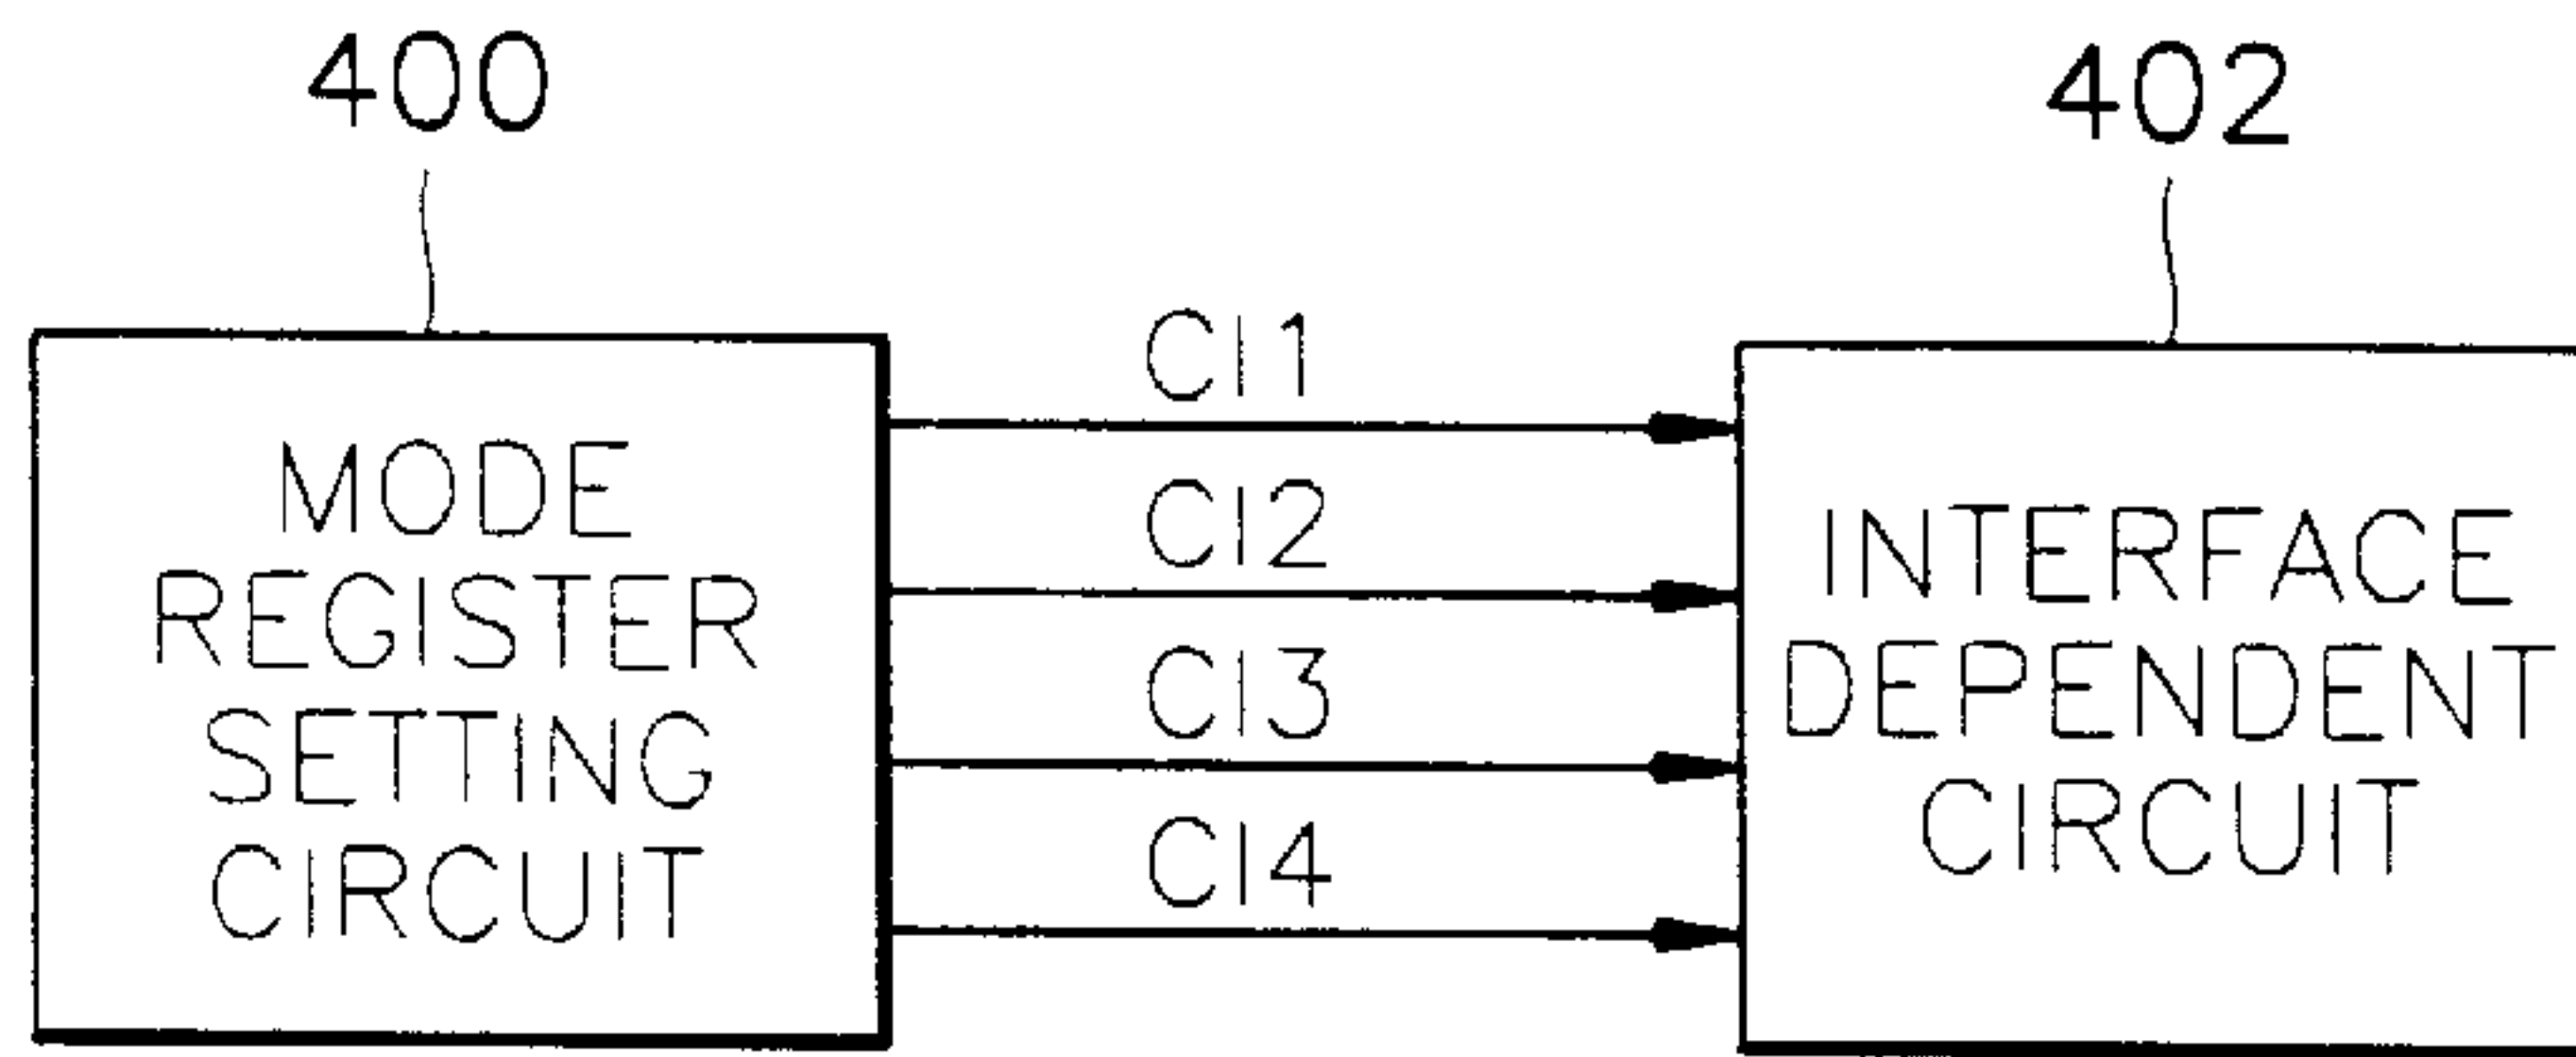 400
402
MODE
REGISTER
SETTING
CIRCUIT
CI1
CI2
CI3
CI4
INTERFACE
DEPENDENT
CIRCUIT